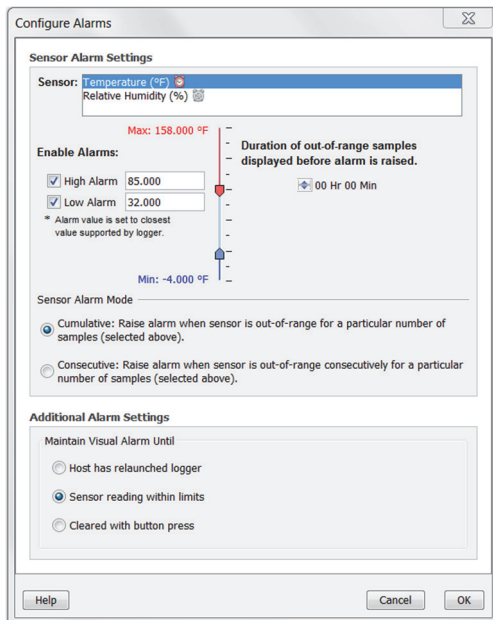 Configure Alarms
Sensor Alarm Settings
Sensor: Temperature (°F)
Relative Humidity (%)
Max: 158.000 °F
Enable Alarms:
Duration of out-of-range samples
displayed before alarm is raised.
High Alarm 85.000
00 Hr 00 Min
Low Alarm 32.000
* Alarm value is set to closest
value supported by logger.
Min: -4.000 °F
Sensor Alarm Mode
Cumulative: Raise alarm when sensor is out-of-range for a particular number of
samples (selected above).
Consecutive: Raise alarm when sensor is out-of-range consecutively for a particular
number of samples (selected above).
Additional Alarm Settings
Maintain Visual Alarm Until
Host has relaunched logger
Sensor reading within limits
Cleared with button press
Help
Cancel
OK